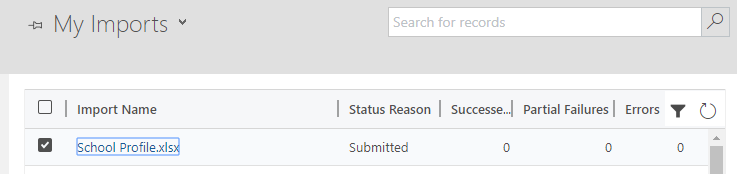 My Imports
Search for records
Import Name Status Reason Successe... Partial Failures Errors
School Profile.xlsx Submitted 0 0 0